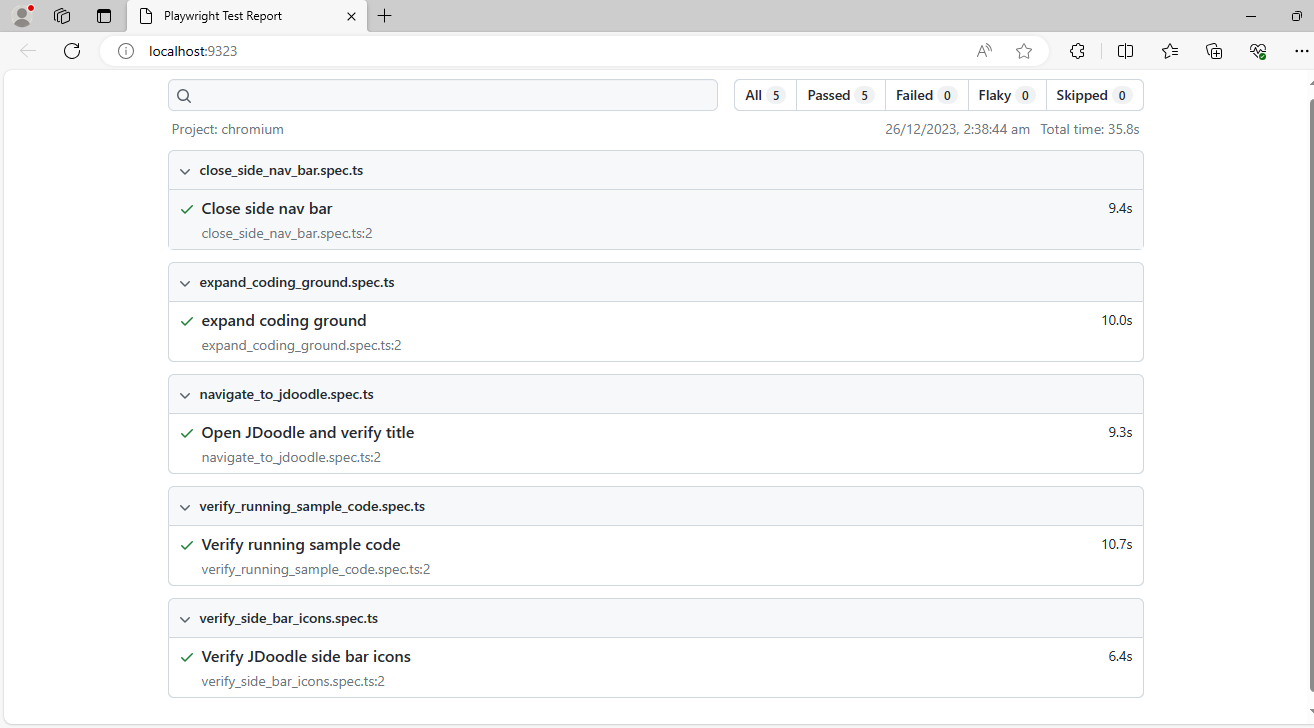 Playwright Test Report
localhost:9323
All 5 Passed 5 Failed 0 Flaky 0 Skipped 0
Project: chromium 26/12/2023, 2:38:44 am Total time: 35.8s
close_side_nav_bar.spec.ts
Close side nav bar 9.4s
close_side_nav_bar.spec.ts:2
expand_coding_ground.spec.ts
expand coding ground 10.0s
expand_coding_ground.spec.ts:2
navigate_to_jdoodle.spec.ts
Open JDoodle and verify title 9.3s
navigate_to_jdoodle.spec.ts:2
verify_running_sample_code.spec.ts
Verify running sample code 10.7s
verify_running_sample_code.spec.ts:2
verify_side_bar_icons.spec.ts
Verify JDoodle side bar icons 6.4s
verify_side_bar_icons.spec.ts:2